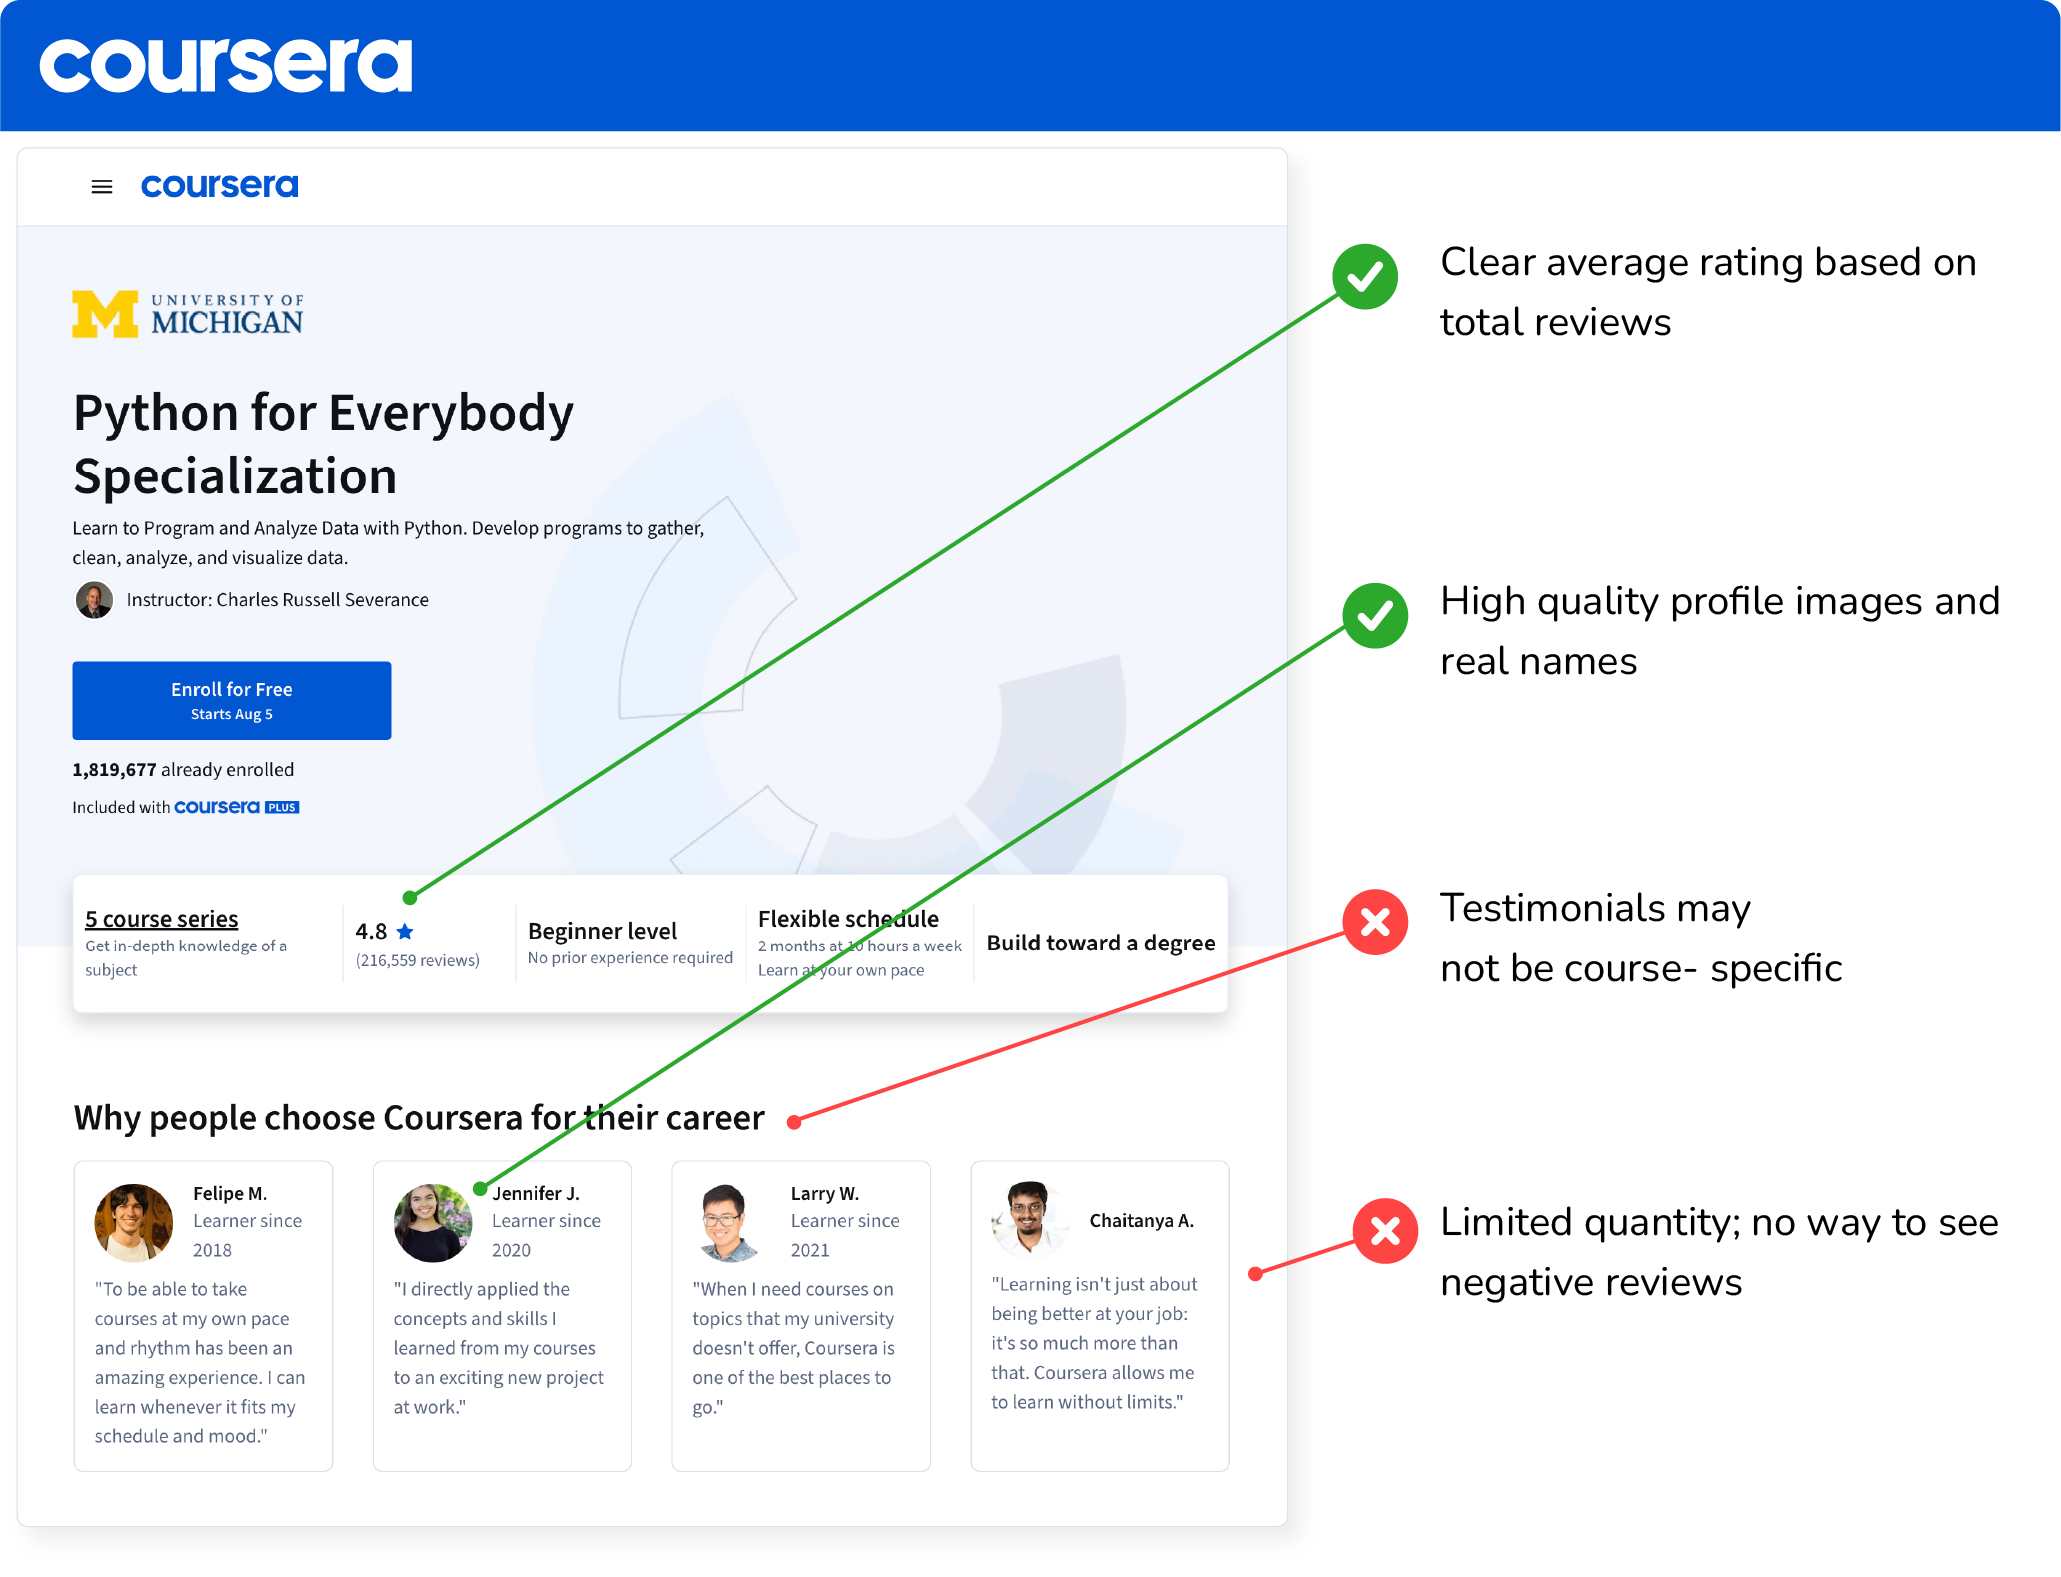 coursera
coursera
UNIVERSITY OF
MICHIGAN
Python for Everybody
Specialization
Learn to Program and Analyze Data with Python. Develop programs to gather,
clean, analyze, and visualize data.
Instructor: Charles Russell Severance
Enroll for Free
Starts Aug 5
1,819,677 already enrolled
Included with coursera PLUS
5 course series
Get in-depth knowledge of a
subject
4.8
(216,559 reviews)
Beginner level
No prior experience required
Flexible schedule
2 months at 10 hours a week
Learn at your own pace
Build toward a degree
Why people choose Coursera for their career
Felipe M.
Learner since
2018
"To be able to take
courses at my own pace
and rhythm has been an
amazing experience. I can
learn whenever it fits my
schedule and mood."
Jennifer J.
Learner since
2020
"I directly applied the
concepts and skills I
learned from my courses
to an exciting new project
at work."
Larry W.
Learner since
2021
"When I need courses on
topics that my university
doesn't offer, Coursera is
one of the best places to
go."
Chaitanya A.
"Learning isn't just about
being better at your job:
it's so much more than
that. Coursera allows me
to learn without limits."
Clear average rating based on
total reviews
High quality profile images and
real names
Testimonials may
not be course- specific
Limited quantity; no way to see
negative reviews